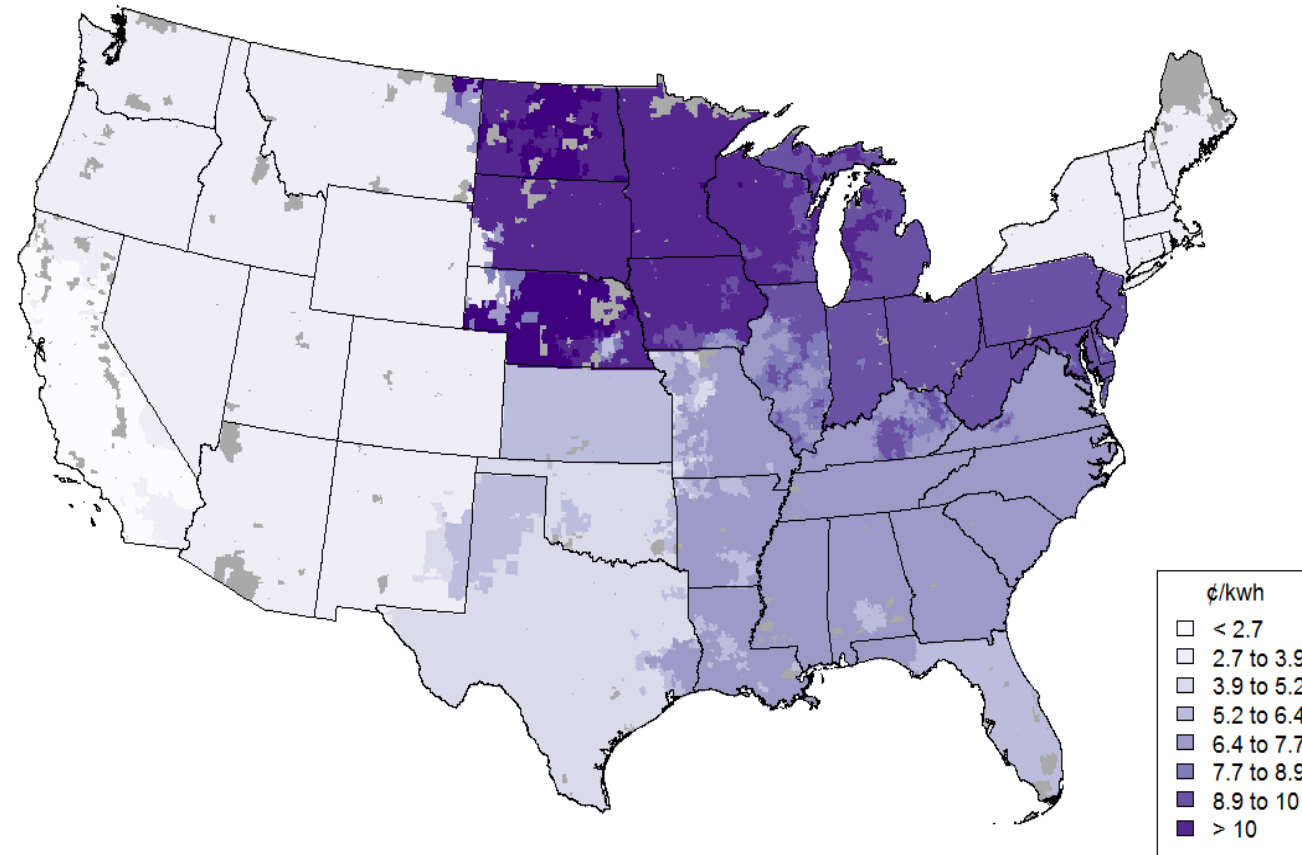 ¢/kwh
< 2.7
2.7 to 3.9
3.9 to 5.2
5.2 to 6.4
6.4 to 7.7
7.7 to 8.9
8.9 to 10
> 10